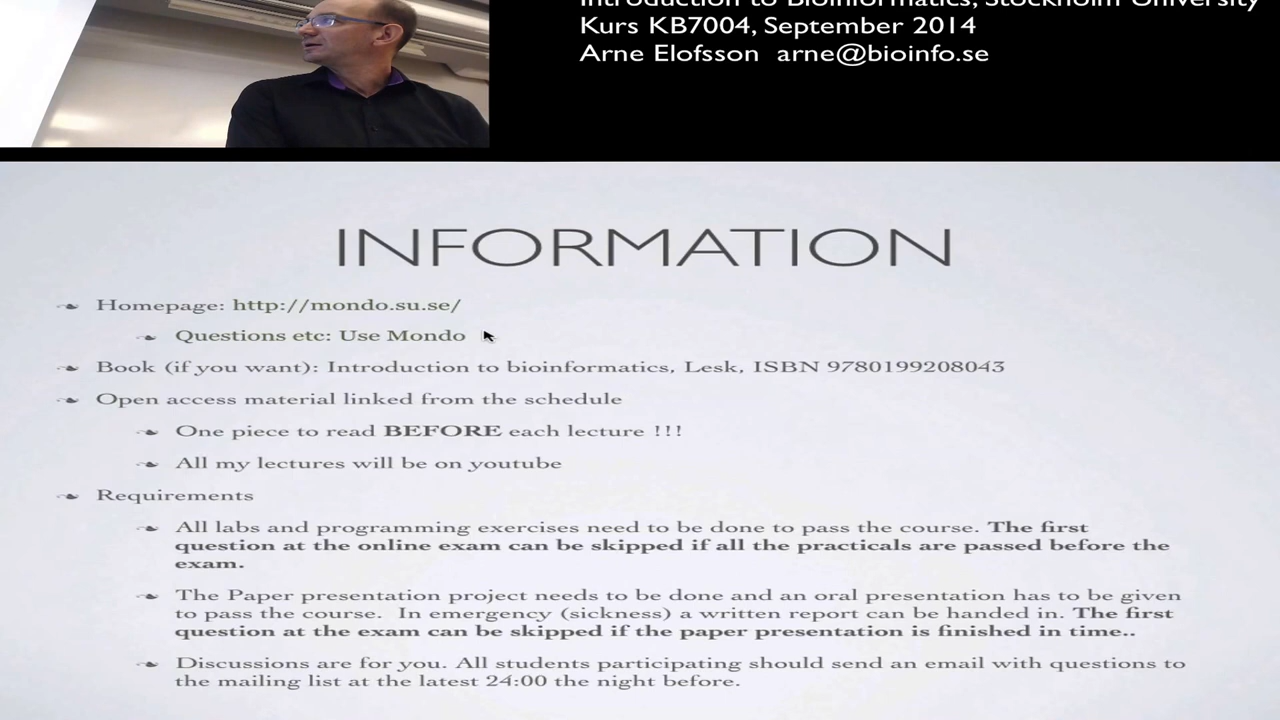 Introduction to Bioinformatics, Stockholm University
Kurs KB7004, September 2014
Arne Elofsson arne@bioinfo.se
INFORMATION
Homepage: http://mondo.su.se/
Questions etc: Use Mondo
Book (if you want): Introduction to bioinformatics, Lesk, ISBN 9780199208043
Open access material linked from the schedule
One piece to read BEFORE each lecture !!!
All my lectures will be on youtube
Requirements
All labs and programming exercises need to be done to pass the course. The first
question at the online exam can be skipped if all the practicals are passed before the
exam.
The Paper presentation project needs to be done and an oral presentation has to be given
to pass the course. In emergency (sickness) a written report can be handed in. The first
question at the exam can be skipped if the paper presentation is finished in time..
Discussions are for you. All students participating should send an email with questions to
the mailing list at the latest 24:00 the night before.